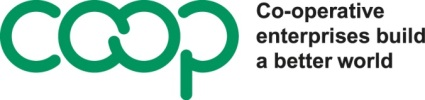 coop
Co-operative
enterprises build
a better world